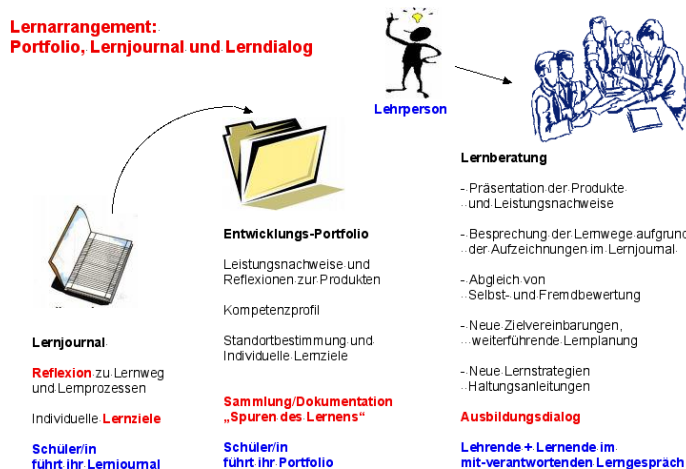 Lernarrangement:
Portfolio, Lernjournal und Lerndialog
Lehrperson
Lernjournal
Reflexion zu Lernweg
und Lernprozessen
Individuelle Lernziele
Schüler/in
führt ihr Lernjournal
Entwicklungs-Portfolio
Leistungsnachweise und
Reflexionen zur Produkten
Kompetenzprofil
Standortbestimmung und
Individuelle Lernziele
Sammlung/Dokumentation
„Spuren des Lernens“
Schüler/in
führt ihr Portfolio
Lernberatung
- Präsentation der Produkte
und Leistungsnachweise
- Besprechung der Lernwege aufgrund
der Aufzeichnungen im Lernjournal
- Abgleich von
Selbst- und Fremdbewertung
- Neue Zielvereinbarungen,
weiterführende Lernplanung
- Neue Lernstrategien
Haltungsanleitungen
Ausbildungsdialog
Lehrende + Lernende im
mit-verantwortenden Lerngespräch